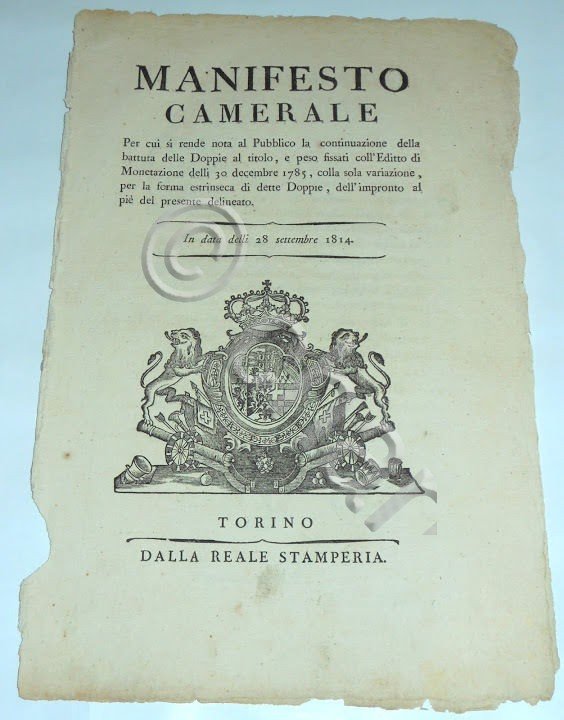 MANIFESTO
CAMERALE
Per cui si rende nota al Pubblico la continuazione della
battura delle Doppie al titolo, e peso fissati coll'Editto di
Monetazione delli 30 decembre 1785, colla sola variazione,
per la forma estrinseca di dette Doppie, dell'impronto al
piè del presente delineato.
In data delli 28 settembre 1814.
TORINO
DALLA REALE STAMPERIA.